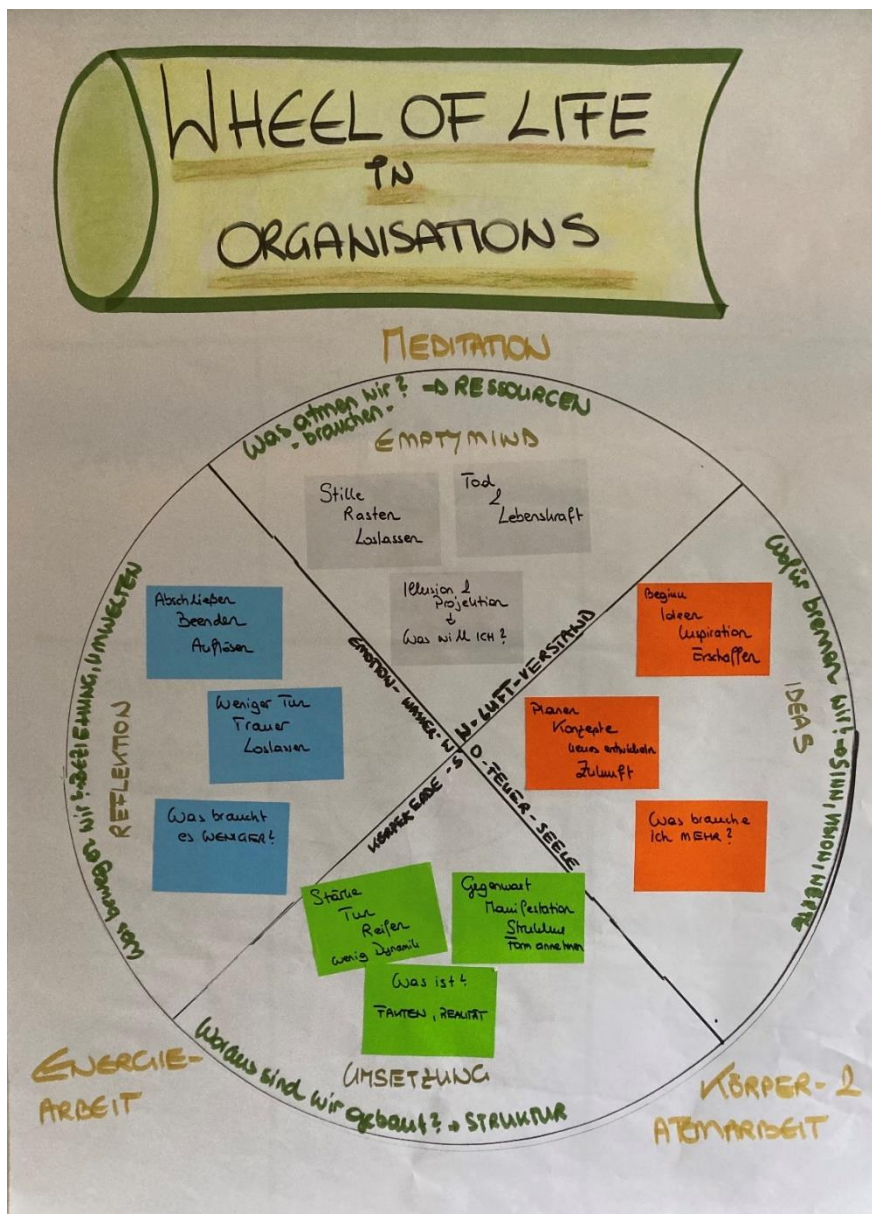 WHEEL OF LIFE
IN
ORGANISATIONS
MEDITATION
Was atmen wir? → RESSOURCEN
- brauchen -
EMPTYMIND
Stille
Rasten
Loslassen
Tod
&
Lebenskraft
Illusion &
Projektion
↓
Was will ICH?
N - LUFT - VERSTAND
Wofür brennen wir? → SINN, VISION, WERTE
IDEAS
Beginn
Ideen
Inspiration
Erschaffen
Planen
Konzepte
neues entwickeln
Zukunft
Was brauche
ich MEHR?
O - FEUER - SEELE
Woraus sind wir gebaut? → STRUKTUR
UMSETZUNG
Stärke
Tun
Reifen
wenig Dynamik
Gegenwart
Manifestation
Struktur
Form annehmen
Was ist?
FAKTEN, REALITÄT
KÖRPER ERDE - S
Was bewegen wir? BEZIEHUNG, UMWELTEN
REFLEKTION
Abschließen
Beenden
Auflösen
Weniger Tun
Trauer
Loslassen
Was braucht
es WENIGER?
EMOTION - WASSER - W
ENERGIE-
ARBEIT
KÖRPER- &
ATEMARBEIT